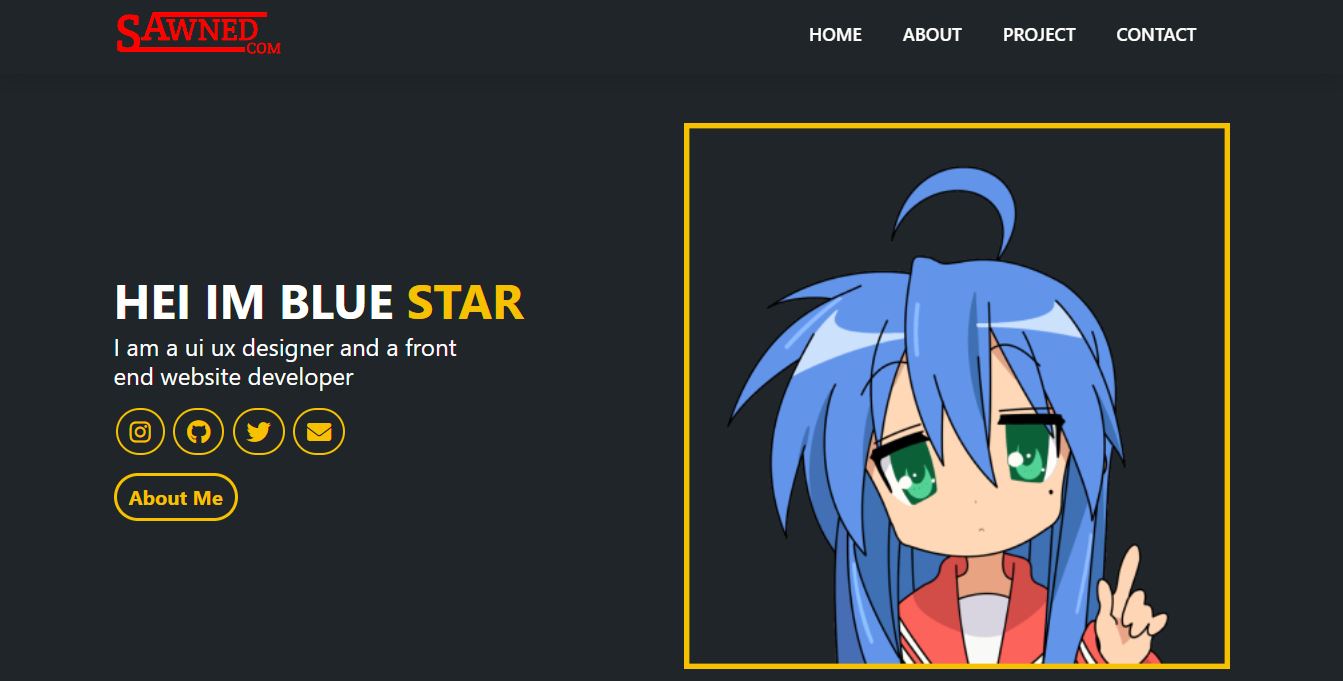 SAWNED
.COM
HOME ABOUT PROJECT CONTACT
HEI IM BLUE STAR
I am a ui ux designer and a front
end website developer
About Me